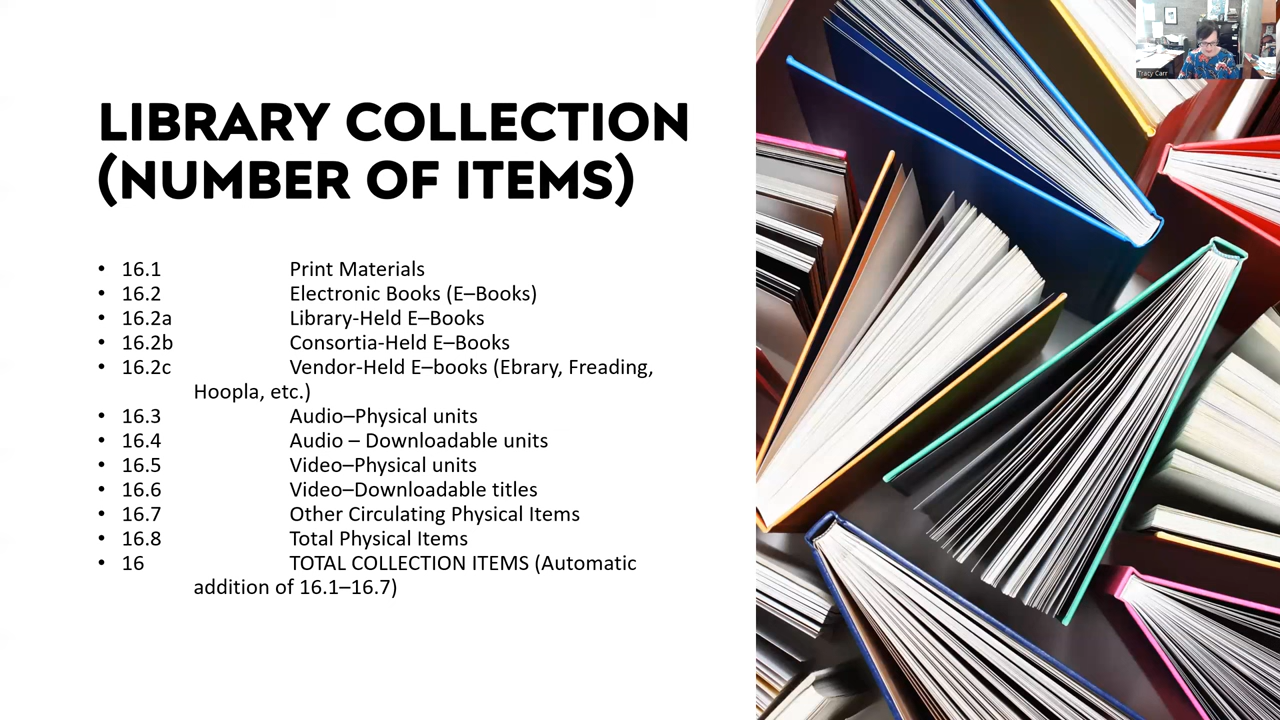 LIBRARY COLLECTION
(NUMBER OF ITEMS)
• 16.1 Print Materials
• 16.2 Electronic Books (E–Books)
• 16.2a Library-Held E–Books
• 16.2b Consortia-Held E–Books
• 16.2c Vendor-Held E–books (Ebrary, Freading,
Hoopla, etc.)
• 16.3 Audio–Physical units
• 16.4 Audio – Downloadable units
• 16.5 Video–Physical units
• 16.6 Video–Downloadable titles
• 16.7 Other Circulating Physical Items
• 16.8 Total Physical Items
• 16 TOTAL COLLECTION ITEMS (Automatic
addition of 16.1–16.7)
Tracy Carr